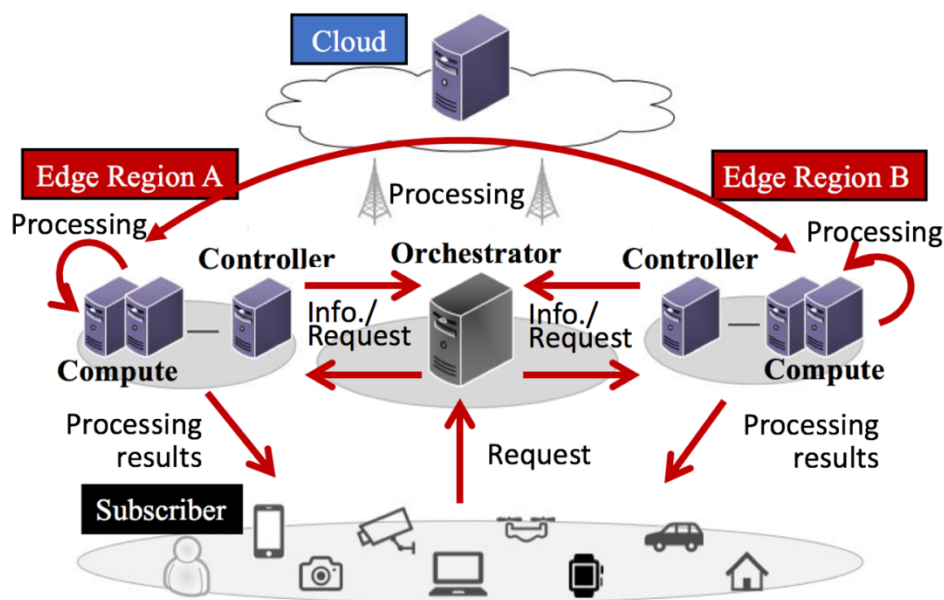 Cloud
Edge Region A
Edge Region B
Processing
Processing
Processing
Controller
Orchestrator
Controller
Info./
Request
Info./
Request
Compute
Compute
Processing
results
Request
Processing
results
Subscriber